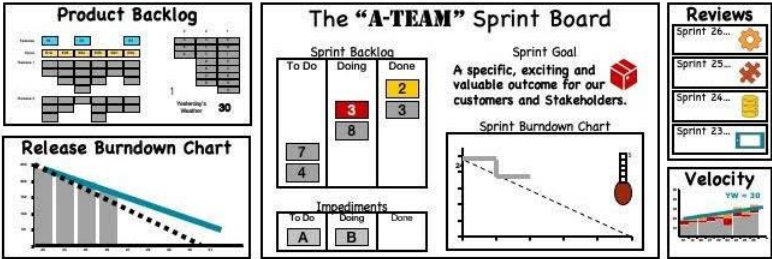 Product Backlog
Yesterday's
Weather
30
Release Burndown Chart
The “A-TEAM” Sprint Board
Sprint Backlog
To Do
Doing
Done
2
3
3
8
7
4
Impediments
To Do
Doing
Done
A
B
Sprint Goal
A specific, exciting and
valuable outcome for our
customers and Stakeholders.
Sprint Burndown Chart
Reviews
Sprint 26...
Sprint 25...
Sprint 24...
Sprint 23...
Velocity
YW = 30